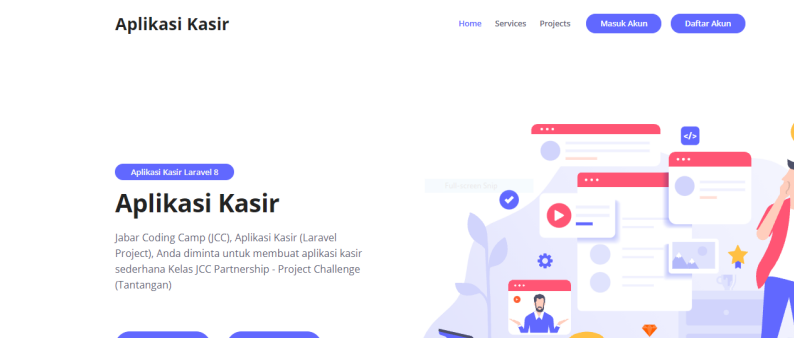 Aplikasi Kasir
Home Services Projects Masuk Akun Daftar Akun
</>
Aplikasi Kasir Laravel 8
Aplikasi Kasir
Jabar Coding Camp (JCC), Aplikasi Kasir (Laravel
Project), Anda diminta untuk membuat aplikasi kasir
sederhana Kelas JCC Partnership - Project Challenge
(Tantangan)